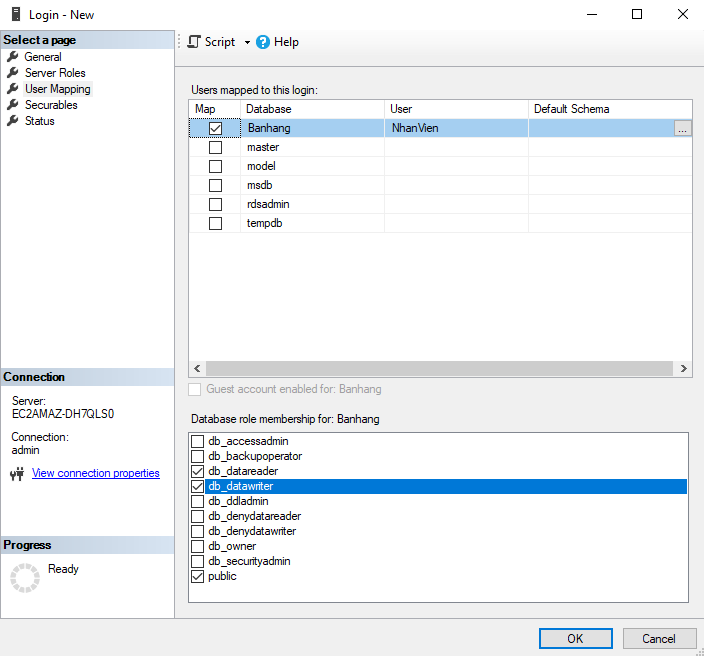 Login - New
Select a page
General
Server Roles
User Mapping
Securables
Status
Connection
Server:
EC2AMAZ-DH7QLS0
Connection:
admin
View connection properties
Progress
Ready
Script Help
Users mapped to this login:
Map Database User Default Schema
Banhang NhanVien ...
master
model
msdb
rdsadmin
tempdb
Guest account enabled for: Banhang
Database role membership for: Banhang
db_accessadmin
db_backupoperator
db_datareader
db_datawriter
db_ddladmin
db_denydatareader
db_denydatawriter
db_owner
db_securityadmin
public
OK Cancel